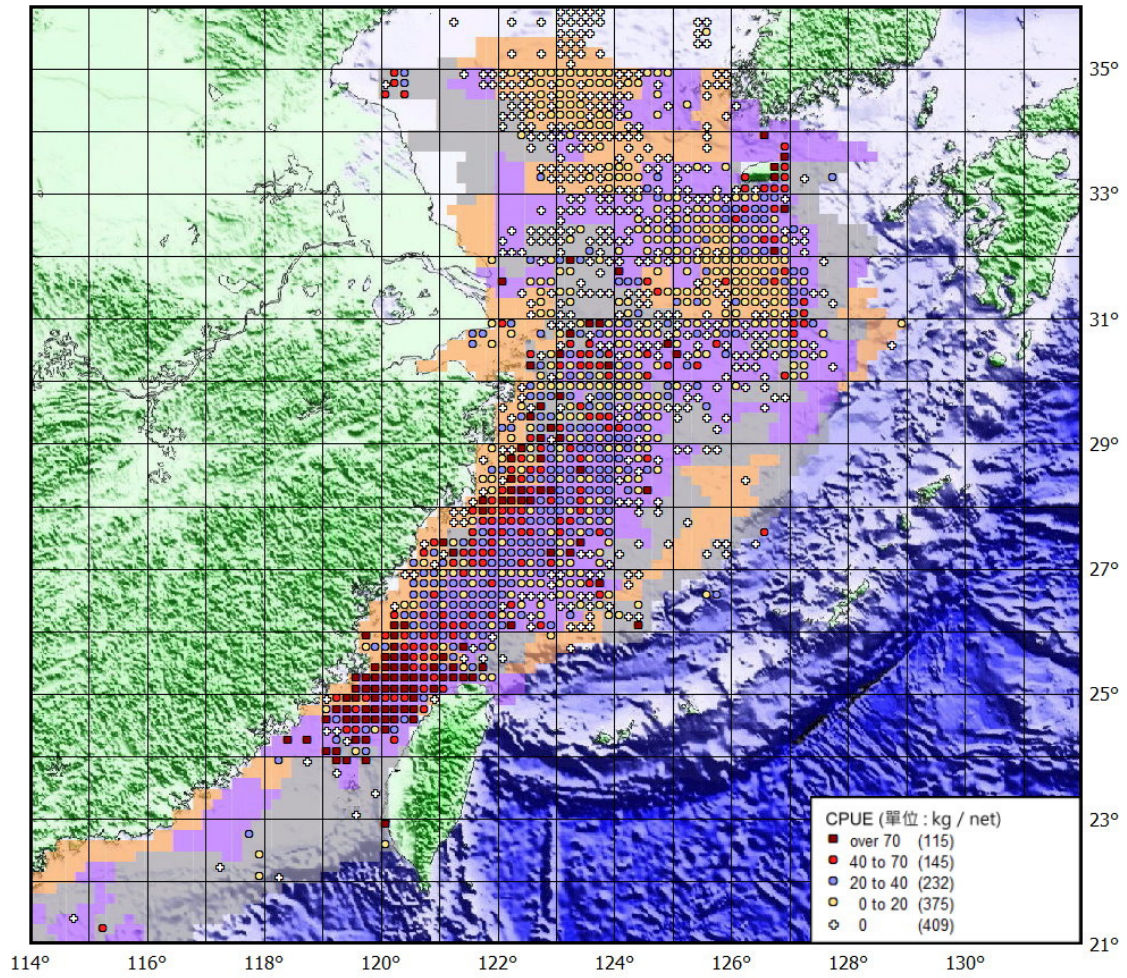 35°
33°
31°
29°
27°
25°
CPUE (單位 : kg / net)
over 70 (115)
40 to 70 (145)
20 to 40 (232)
0 to 20 (375)
0 (409)
23°
21°
114° 116° 118° 120° 122° 124° 126° 128° 130°